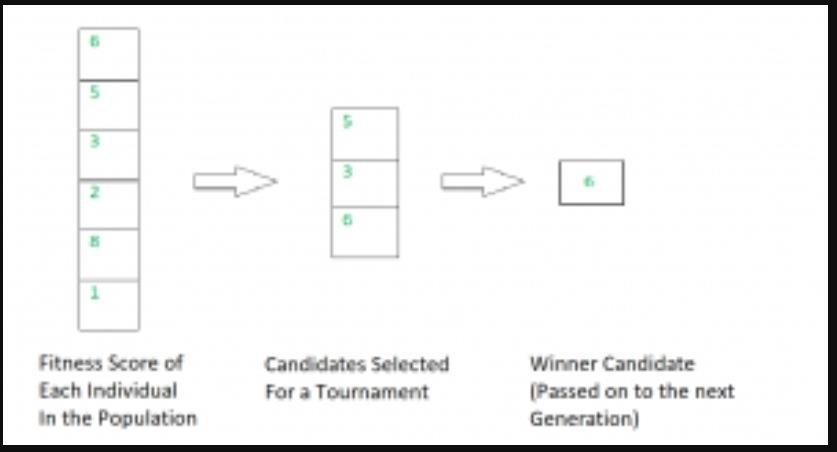 6
5
3
2
8
1
5
3
6
6
Fitness Score of
Each Individual
In the Population
Candidates Selected
For a Tournament
Winner Candidate
(Passed on to the next
Generation)